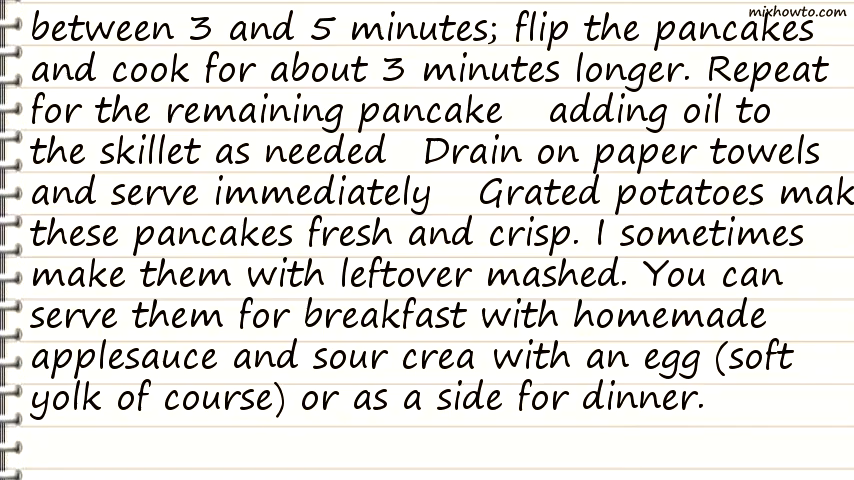 mixhowto.com
between 3 and 5 minutes; flip the pancakes
and cook for about 3 minutes longer. Repeat
for the remaining pancake adding oil to
the skillet as needed Drain on paper towels
and serve immediately Grated potatoes mak
these pancakes fresh and crisp. I sometimes
make them with leftover mashed. You can
serve them for breakfast with homemade
applesauce and sour crea with an egg (soft
yolk of course) or as a side for dinner.